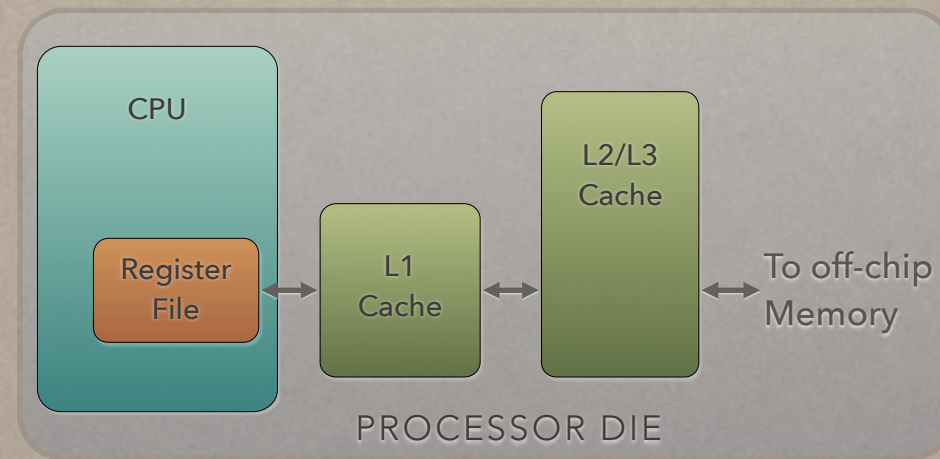 CPU
Register
File
L1
Cache
L2/L3
Cache
To off-chip
Memory
PROCESSOR DIE